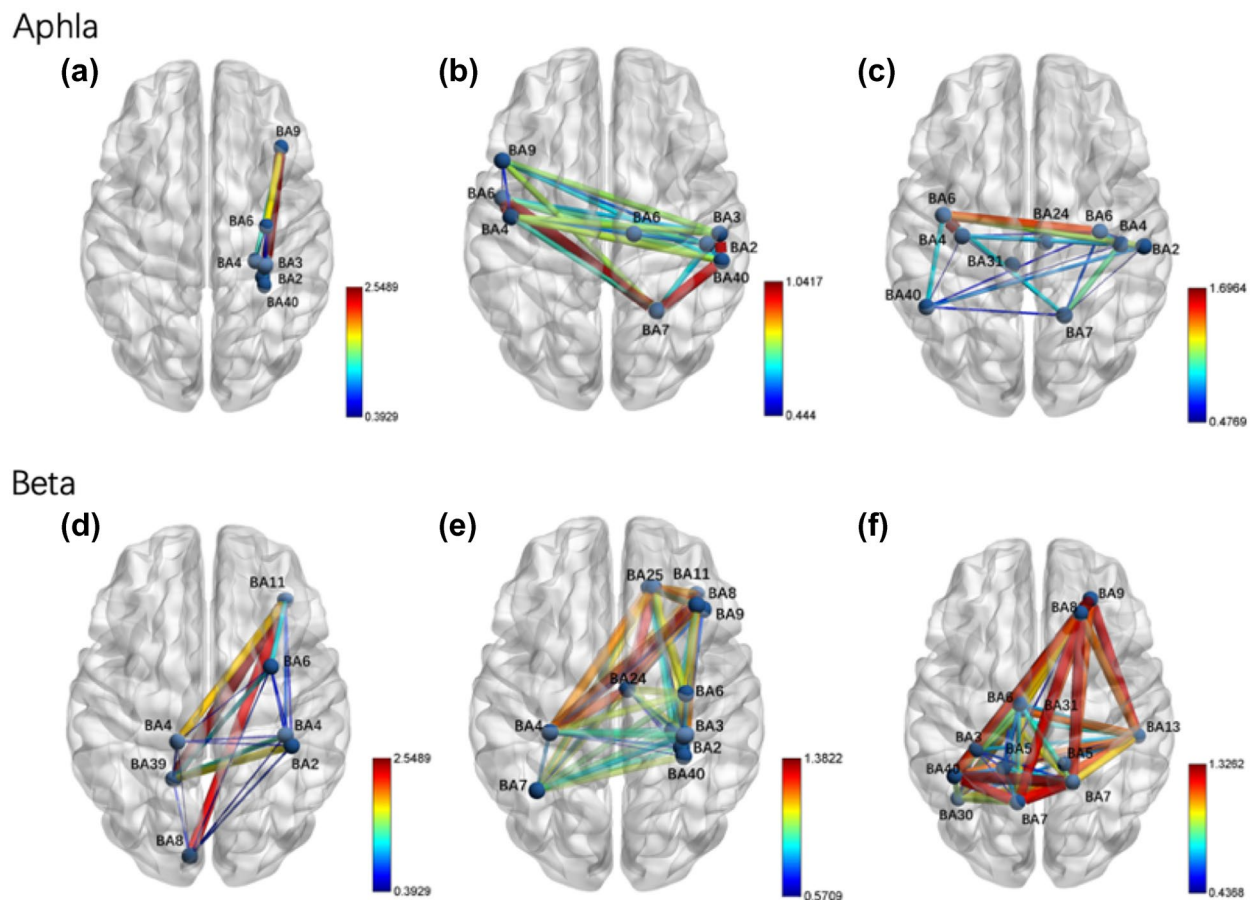 Aphla
(a)
(b)
(c)
BA9
BA6
BA4
BA3
BA2
BA40
2.5489
0.3929
BA9
BA6
BA4
BA6
BA3
BA2
BA40
BA7
1.0417
0.444
BA6
BA4
BA24
BA6
BA4
BA2
BA31
BA40
BA7
1.6964
0.4769
Beta
(d)
(e)
(f)
BA11
BA6
BA4
BA4
BA39
BA2
BA8
2.5489
0.3929
BA25
BA11
BA8
BA9
BA24
BA6
BA4
BA3
BA2
BA40
BA7
1.3822
0.5709
BA9
BA8
BA6
BA31
BA13
BA3
BA5
BA5
BA40
BA7
BA30
BA7
1.3262
0.4368